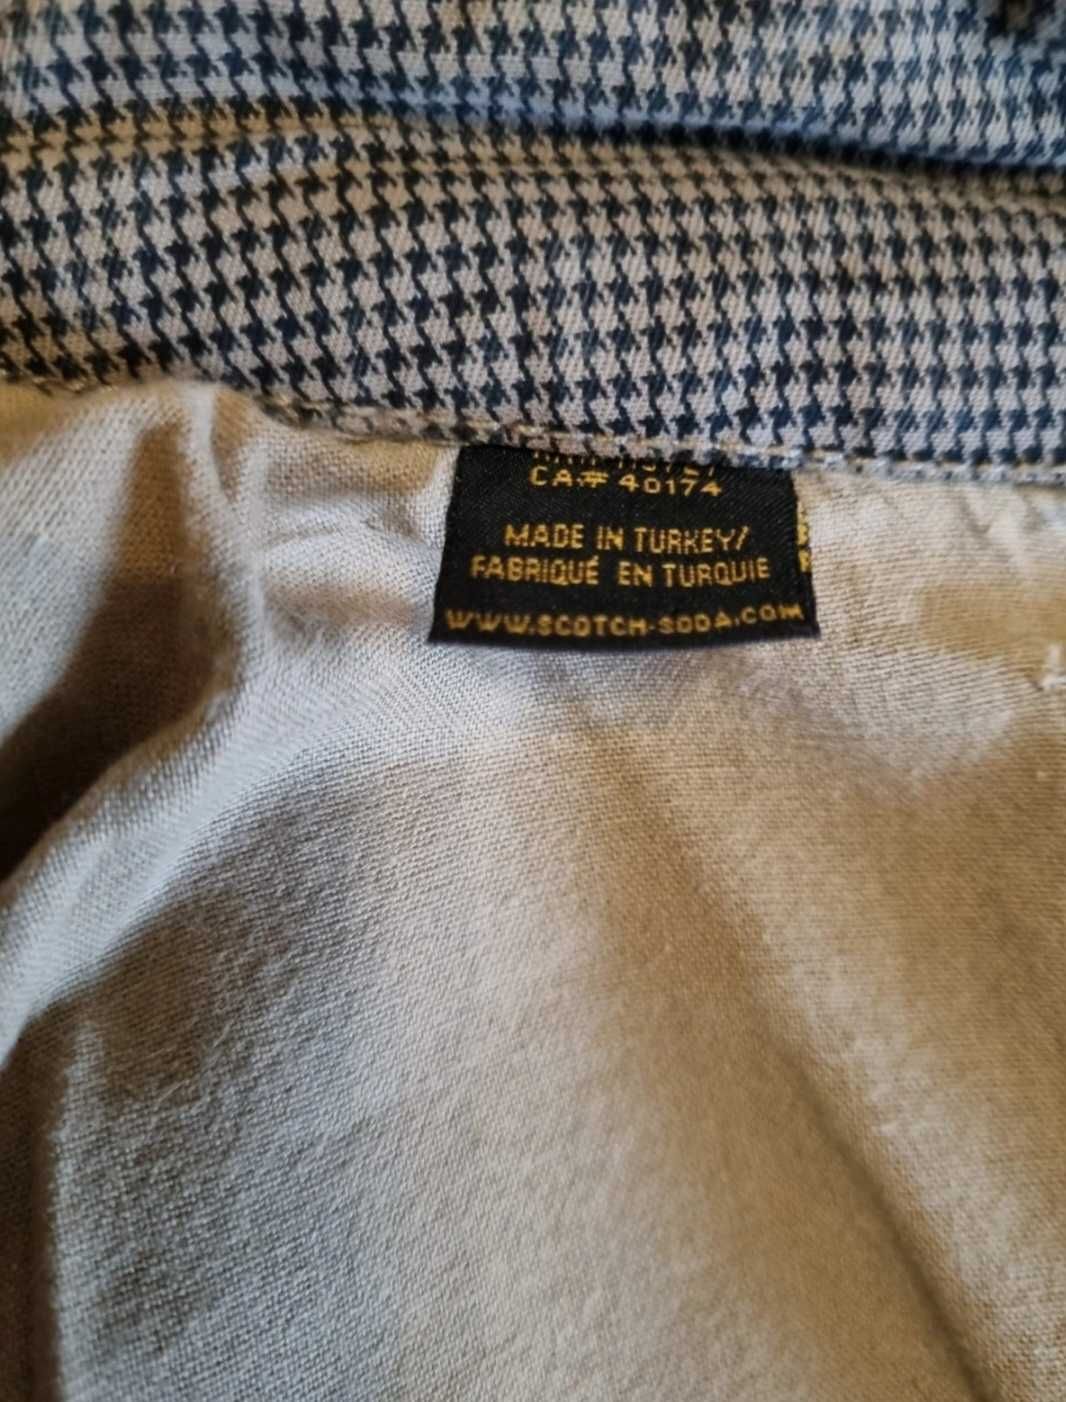 CA# 40174
MADE IN TURKEY/
FABRIQUÉ EN TURQUIE
WWW.SCOTCH-SODA.COM